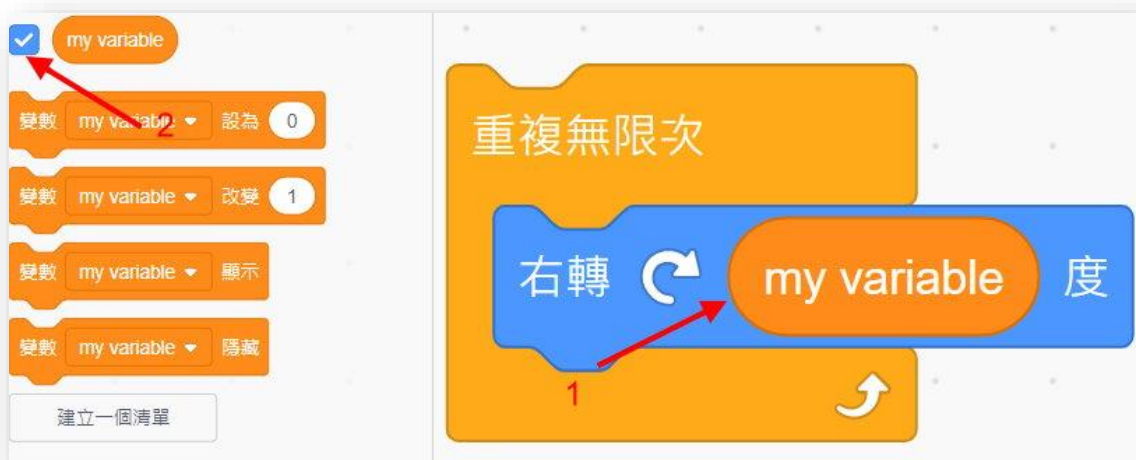 my variable
變數 my variable 設為 0
2
變數 my variable 改變 1
變數 my variable 顯示
變數 my variable 隱藏
建立一個清單
重複無限次
右轉 my variable 度
1